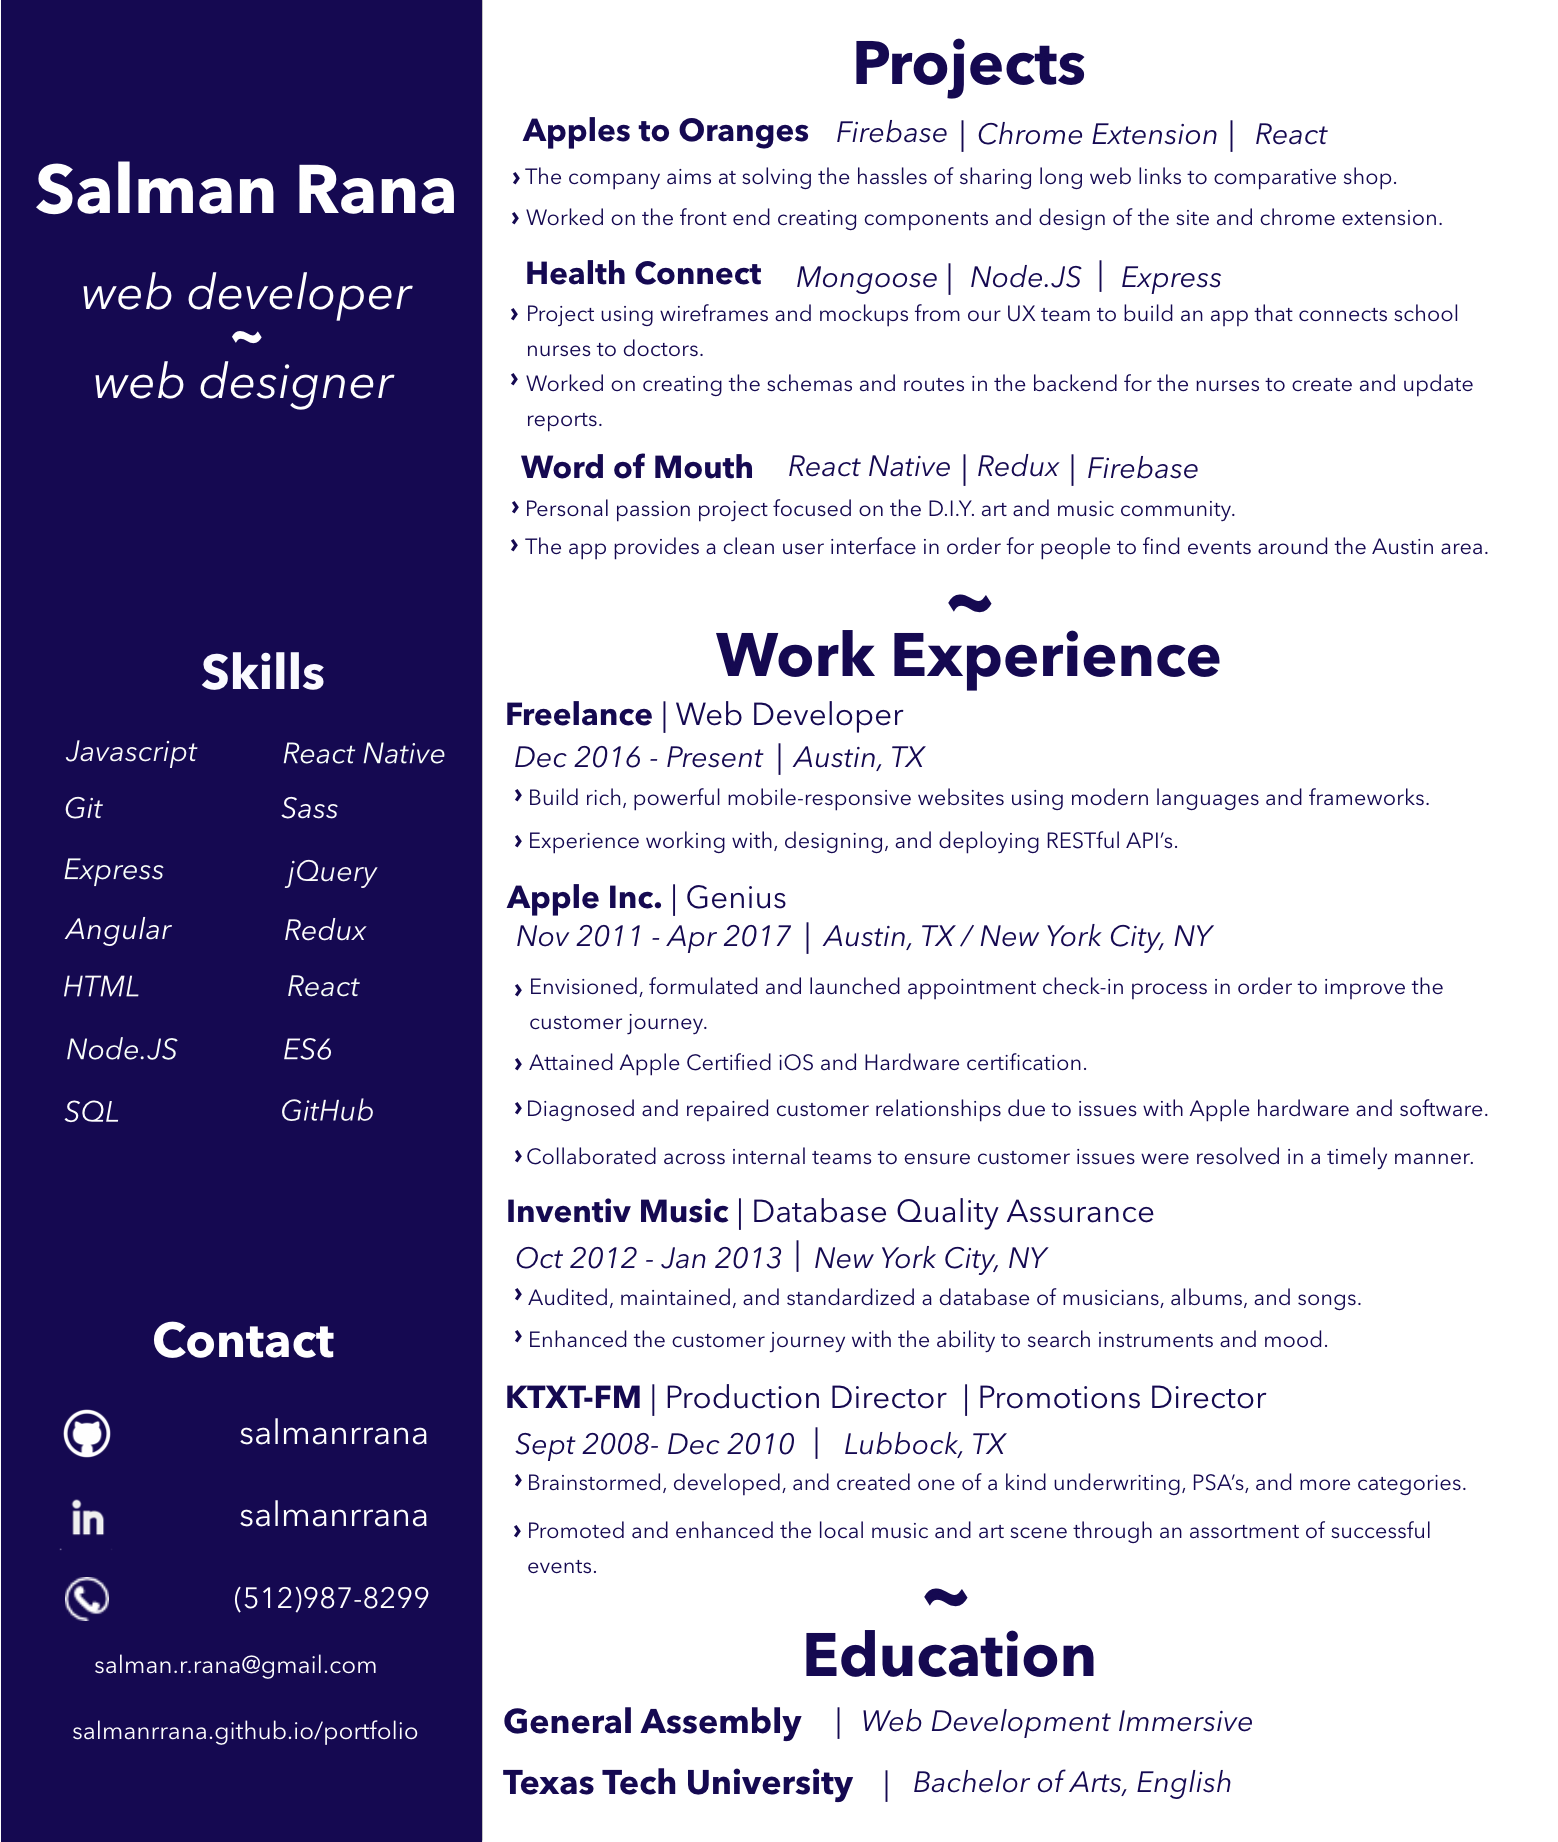 Salman Rana
web developer
~
web designer
Skills
Javascript React Native
Git Sass
Express jQuery
Angular Redux
HTML React
Node.JS ES6
SQL GitHub
Contact
salmanrrana
in salmanrrana
(512)987-8299
salman.r.rana@gmail.com
salmanrrana.github.io/portfolio
Projects
Apples to Oranges Firebase | Chrome Extension | React
› The company aims at solving the hassles of sharing long web links to comparative shop.
› Worked on the front end creating components and design of the site and chrome extension.
Health Connect Mongoose | Node.JS | Express
› Project using wireframes and mockups from our UX team to build an app that connects school
nurses to doctors.
› Worked on creating the schemas and routes in the backend for the nurses to create and update
reports.
Word of Mouth React Native | Redux | Firebase
› Personal passion project focused on the D.I.Y. art and music community.
› The app provides a clean user interface in order for people to find events around the Austin area.
~
Work Experience
Freelance | Web Developer
Dec 2016 - Present | Austin, TX
› Build rich, powerful mobile-responsive websites using modern languages and frameworks.
› Experience working with, designing, and deploying RESTful API’s.
Apple Inc. | Genius
Nov 2011 - Apr 2017 | Austin, TX / New York City, NY
› Envisioned, formulated and launched appointment check-in process in order to improve the
customer journey.
› Attained Apple Certified iOS and Hardware certification.
› Diagnosed and repaired customer relationships due to issues with Apple hardware and software.
› Collaborated across internal teams to ensure customer issues were resolved in a timely manner.
Inventiv Music | Database Quality Assurance
Oct 2012 - Jan 2013 | New York City, NY
› Audited, maintained, and standardized a database of musicians, albums, and songs.
› Enhanced the customer journey with the ability to search instruments and mood.
KTXT-FM | Production Director | Promotions Director
Sept 2008- Dec 2010 | Lubbock, TX
› Brainstormed, developed, and created one of a kind underwriting, PSA’s, and more categories.
› Promoted and enhanced the local music and art scene through an assortment of successful
events.
~
Education
General Assembly | Web Development Immersive
Texas Tech University | Bachelor of Arts, English